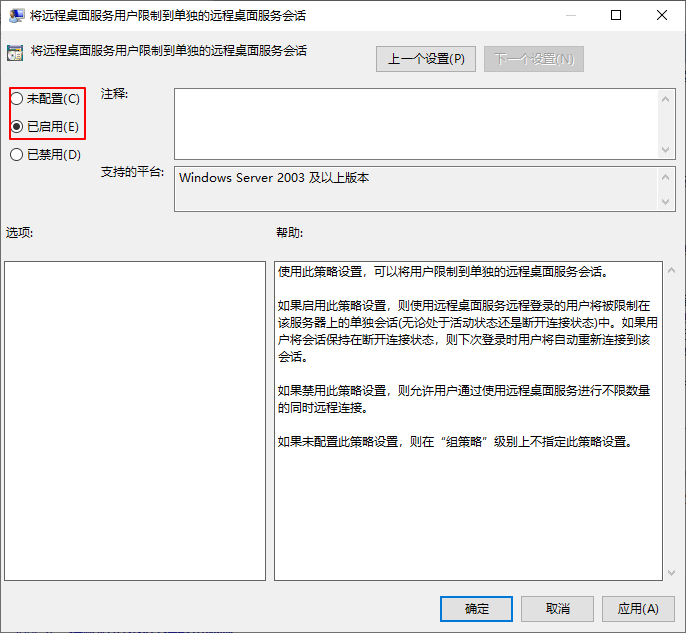 将远程桌面服务用户限制到单独的远程桌面服务会话
将远程桌面服务用户限制到单独的远程桌面服务会话
上一个设置(P)
下一个设置(N)
未配置(C)
注释:
已启用(E)
已禁用(D)
支持的平台:
Windows Server 2003 及以上版本
选项:
帮助:
使用此策略设置，可以将用户限制到单独的远程桌面服务会话。
如果启用此策略设置，则使用远程桌面服务远程登录的用户将被限制在
该服务器上的单独会话(无论处于活动状态还是断开连接状态)中。如果用
户将会话保持在断开连接状态，则下次登录时用户将自动重新连接到该
会话。
如果禁用此策略设置，则允许用户通过使用远程桌面服务进行不限数量
的同时远程连接。
如果未配置此策略设置，则在“组策略”级别上不指定此策略设置。
确定
取消
应用(A)